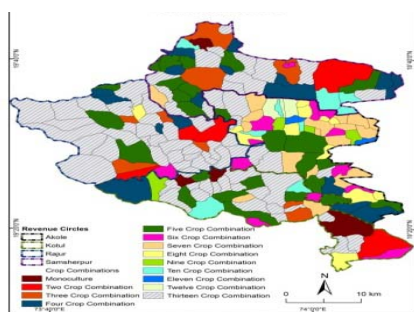 Revenue Circles
Akole
Kotul
Rajur
Samsherpur
Crop Combinations
Monoculture
Two Crop Combination
Three Crop Combination
Four Crop Combination
Five Crop Combination
Six Crop Combination
Seven Crop Combination
Eight Crop Combination
Nine Crop Combination
Ten Crop Combination
Eleven Crop Combination
Twelve Crop Combination
Thirteen Crop Combination
N
0
10 km